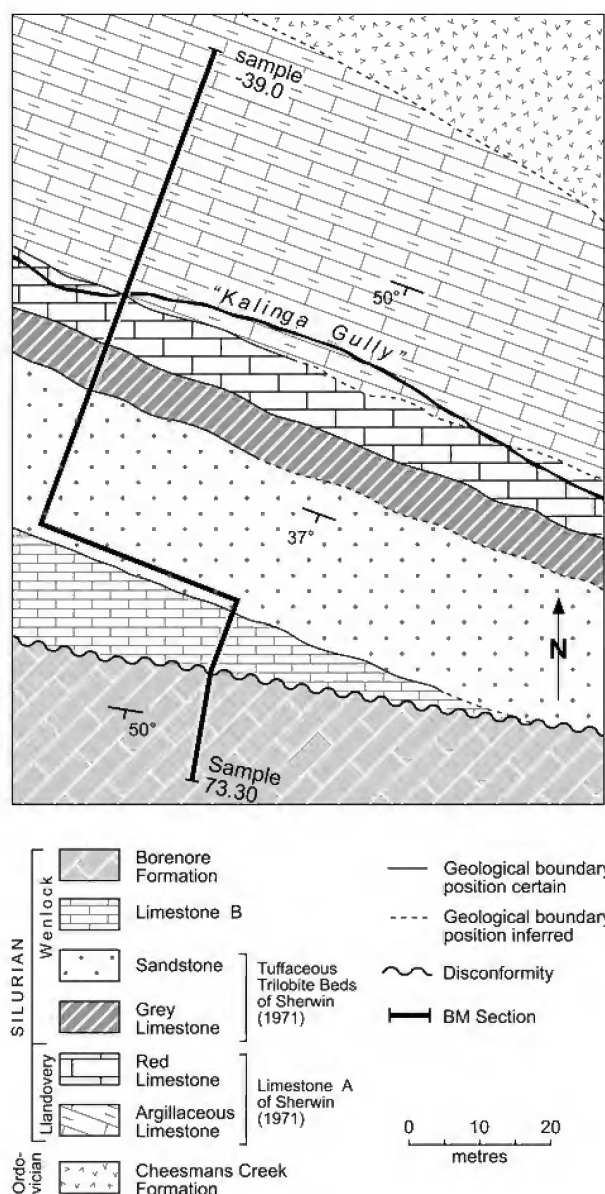 sample
-39.0
50°
"Kalinga Gully"
37°
N
50°
Sample
73.30
SILURIAN
Wenlock
Borenore
Formation
Limestone B
Sandstone
Grey
Limestone
Tuffaceous
Trilobite Beds
of Sherwin
(1971)
Llandovery
Red
Limestone
Argillaceous
Limestone
Limestone A
of Sherwin
(1971)
Ordo-
vician
Cheesmans Creek
Formation
Geological boundary
position certain
Geological boundary
position inferred
Disconformity
BM Section
0 10 20
metres